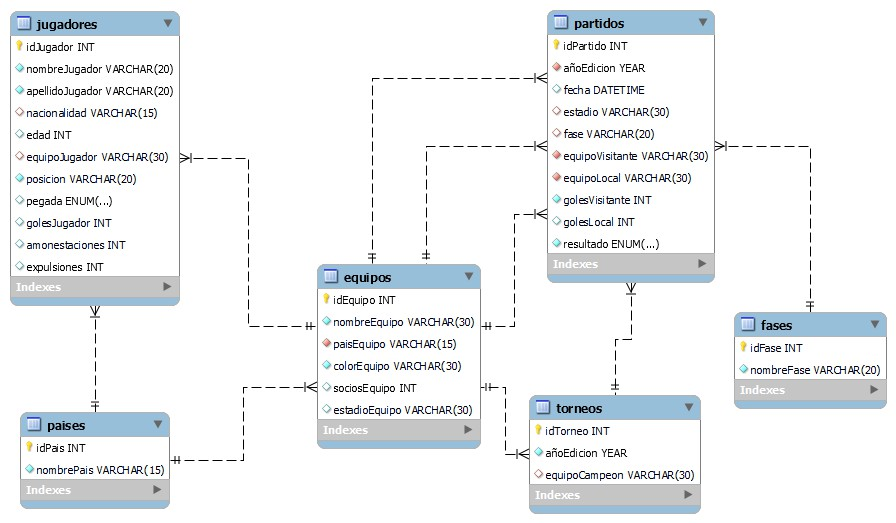 jugadores
idJugador INT
nombreJugador VARCHAR(20)
apellidoJugador VARCHAR(20)
nacionalidad VARCHAR(15)
edad INT
equipoJugador VARCHAR(30)
posicion VARCHAR(20)
pegada ENUM(...)
golesJugador INT
amonestaciones INT
expulsiones INT
Indexes
partidos
idPartido INT
añoEdicion YEAR
fecha DATETIME
estadio VARCHAR(30)
fase VARCHAR(20)
equipoVisitante VARCHAR(30)
equipoLocal VARCHAR(30)
golesVisitante INT
golesLocal INT
resultado ENUM(...)
Indexes
equipos
idEquipo INT
nombreEquipo VARCHAR(30)
paisEquipo VARCHAR(15)
colorEquipo VARCHAR(30)
sociosEquipo INT
estadioEquipo VARCHAR(30)
Indexes
fases
idFase INT
nombreFase VARCHAR(20)
Indexes
paises
idPais INT
nombrePais VARCHAR(15)
Indexes
torneos
idTorneo INT
añoEdicion YEAR
equipoCampeon VARCHAR(30)
Indexes